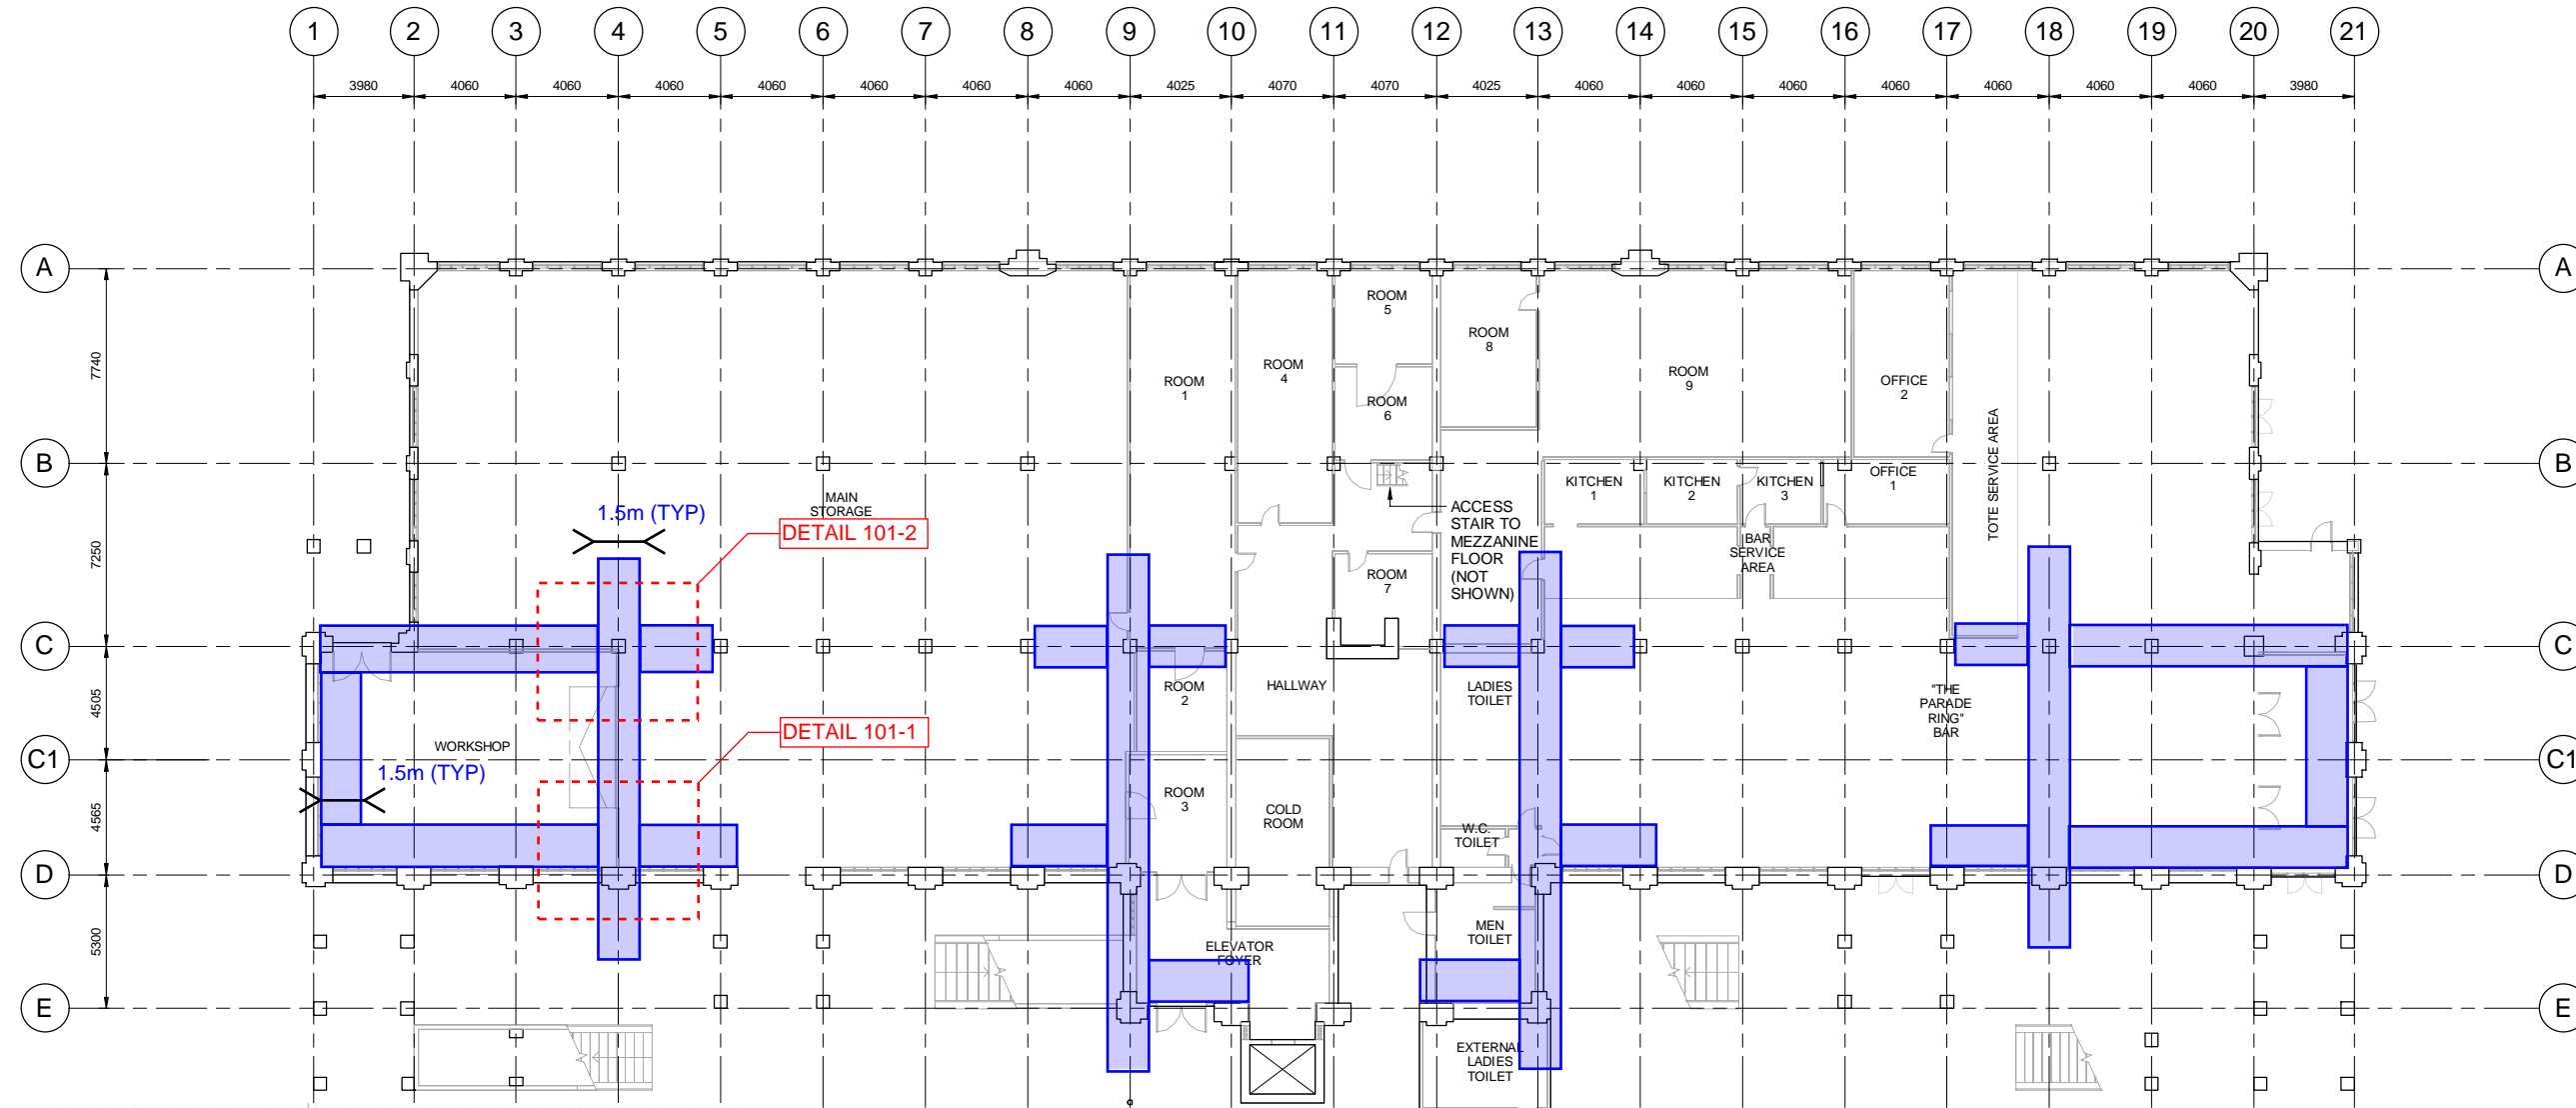 1 2 3 4 5 6 7 8 9 10 11 12 13 14 15 16 17 18 19 20 21
3980 4060 4060 4060 4060 4060 4060 4060 4025 4070 4070 4025 4060 4060 4060 4060 4060 4060 4060 3980
A
A
7740
B
B
7250
C
C
4505
C1
C1
4565
D
D
5300
E
E
ROOM
1
ROOM
4
ROOM
5
ROOM
6
ROOM
8
ROOM
9
OFFICE
2
TOTE SERVICE AREA
MAIN
STORAGE
1.5m (TYP)
DETAIL 101-2
ACCESS
STAIR TO
MEZZANINE
FLOOR
(NOT
SHOWN)
KITCHEN
1
KITCHEN
2
KITCHEN
3
OFFICE
1
BAR
SERVICE
AREA
ROOM
7
ROOM
2
HALLWAY
LADIES
TOILET
"THE
PARADE
RING"
BAR
DETAIL 101-1
WORKSHOP
1.5m (TYP)
ROOM
3
COLD
ROOM
W.C.
TOILET
MEN
TOILET
ELEVATOR
FOYER
EXTERNAL
LADIES
TOILET